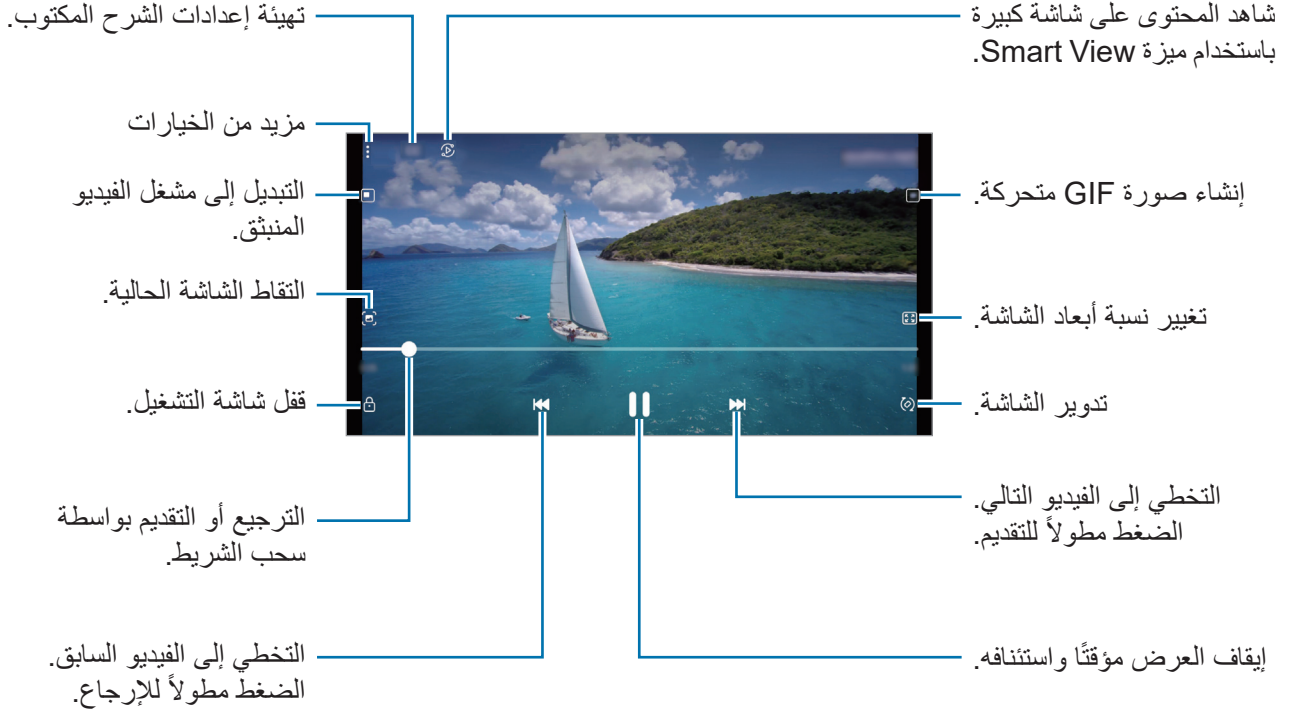 شاهد المحتوى على شاشة كبيرة
باستخدام ميزة Smart View.
تهيئة إعدادات الشرح المكتوب.
مزيد من الخيارات
إنشاء صورة GIF متحركة.
التبديل إلى مشغل الفيديو
المنبثق.
تغيير نسبة أبعاد الشاشة.
التقاط الشاشة الحالية.
تدوير الشاشة.
قفل شاشة التشغيل.
التخطي إلى الفيديو التالي.
الضغط مطولاً للتقديم.
الترجيع أو التقديم بواسطة
سحب الشريط.
إيقاف العرض مؤقتًا واستئنافه.
التخطي إلى الفيديو السابق.
الضغط مطولاً للإرجاع.